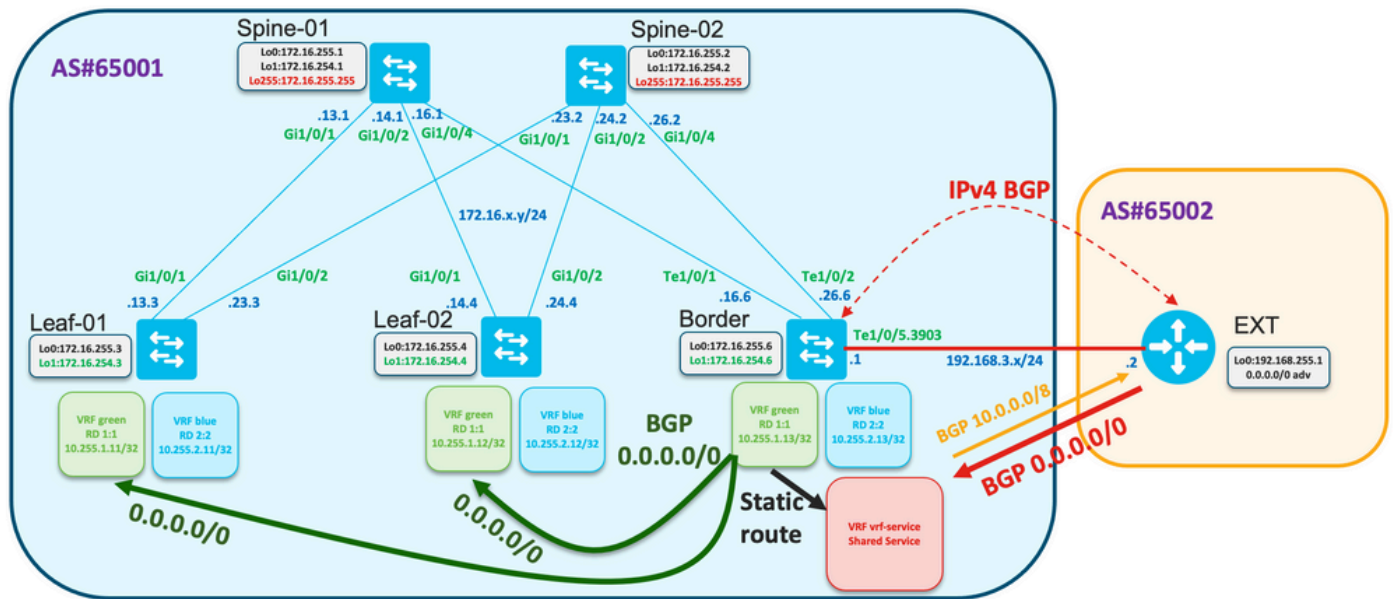 Spine-01
Lo0:172.16.255.1
Lo1:172.16.254.1
Lo255:172.16.255.255
Spine-02
Lo0:172.16.255.2
Lo1:172.16.254.2
Lo255:172.16.255.255
AS#65001
.13.1
.14.1
.16.1
Gi1/0/1
Gi1/0/2
Gi1/0/4
.23.2
.24.2
.26.2
Gi1/0/1
Gi1/0/2
Gi1/0/4
IPv4 BGP
AS#65002
172.16.x.y/24
Gi1/0/1
Gi1/0/2
Gi1/0/1
Gi1/0/2
Te1/0/1
Te1/0/2
.13.3
.23.3
.14.4
.24.4
.16.6
.26.6
Leaf-01
Lo0:172.16.255.3
Lo1:172.16.254.3
Leaf-02
Lo0:172.16.255.4
Lo1:172.16.254.4
Border
Lo0:172.16.255.6
Lo1:172.16.254.6
Te1/0/5.3903
.1
192.168.3.x/24
.2
EXT
Lo0:192.168.255.1
0.0.0.0/0 adv
VRF green
RD 1:1
10.255.1.11/32
VRF blue
RD 2:2
10.255.2.11/32
VRF green
RD 1:1
10.255.1.12/32
VRF blue
RD 2:2
10.255.2.12/32
BGP
0.0.0.0/0
VRF green
RD 1:1
10.255.1.13/32
VRF blue
RD 2:2
10.255.2.13/32
BGP 10.0.0.0/8
BGP 0.0.0.0/0
0.0.0.0/0
0.0.0.0/0
Static
route
VRF vrf-service
Shared Service